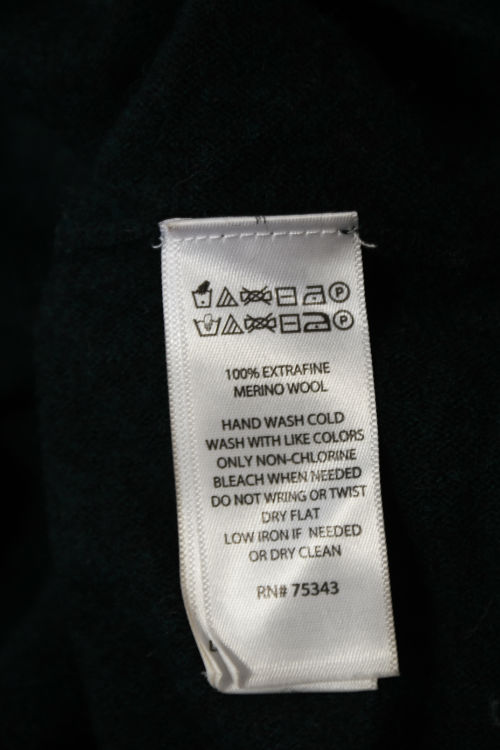 P
P
100% EXTRAFINE
MERINO WOOL
HAND WASH COLD
WASH WITH LIKE COLORS
ONLY NON-CHLORINE
BLEACH WHEN NEEDED
DO NOT WRING OR TWIST
DRY FLAT
LOW IRON IF NEEDED
OR DRY CLEAN
RN# 75343
L